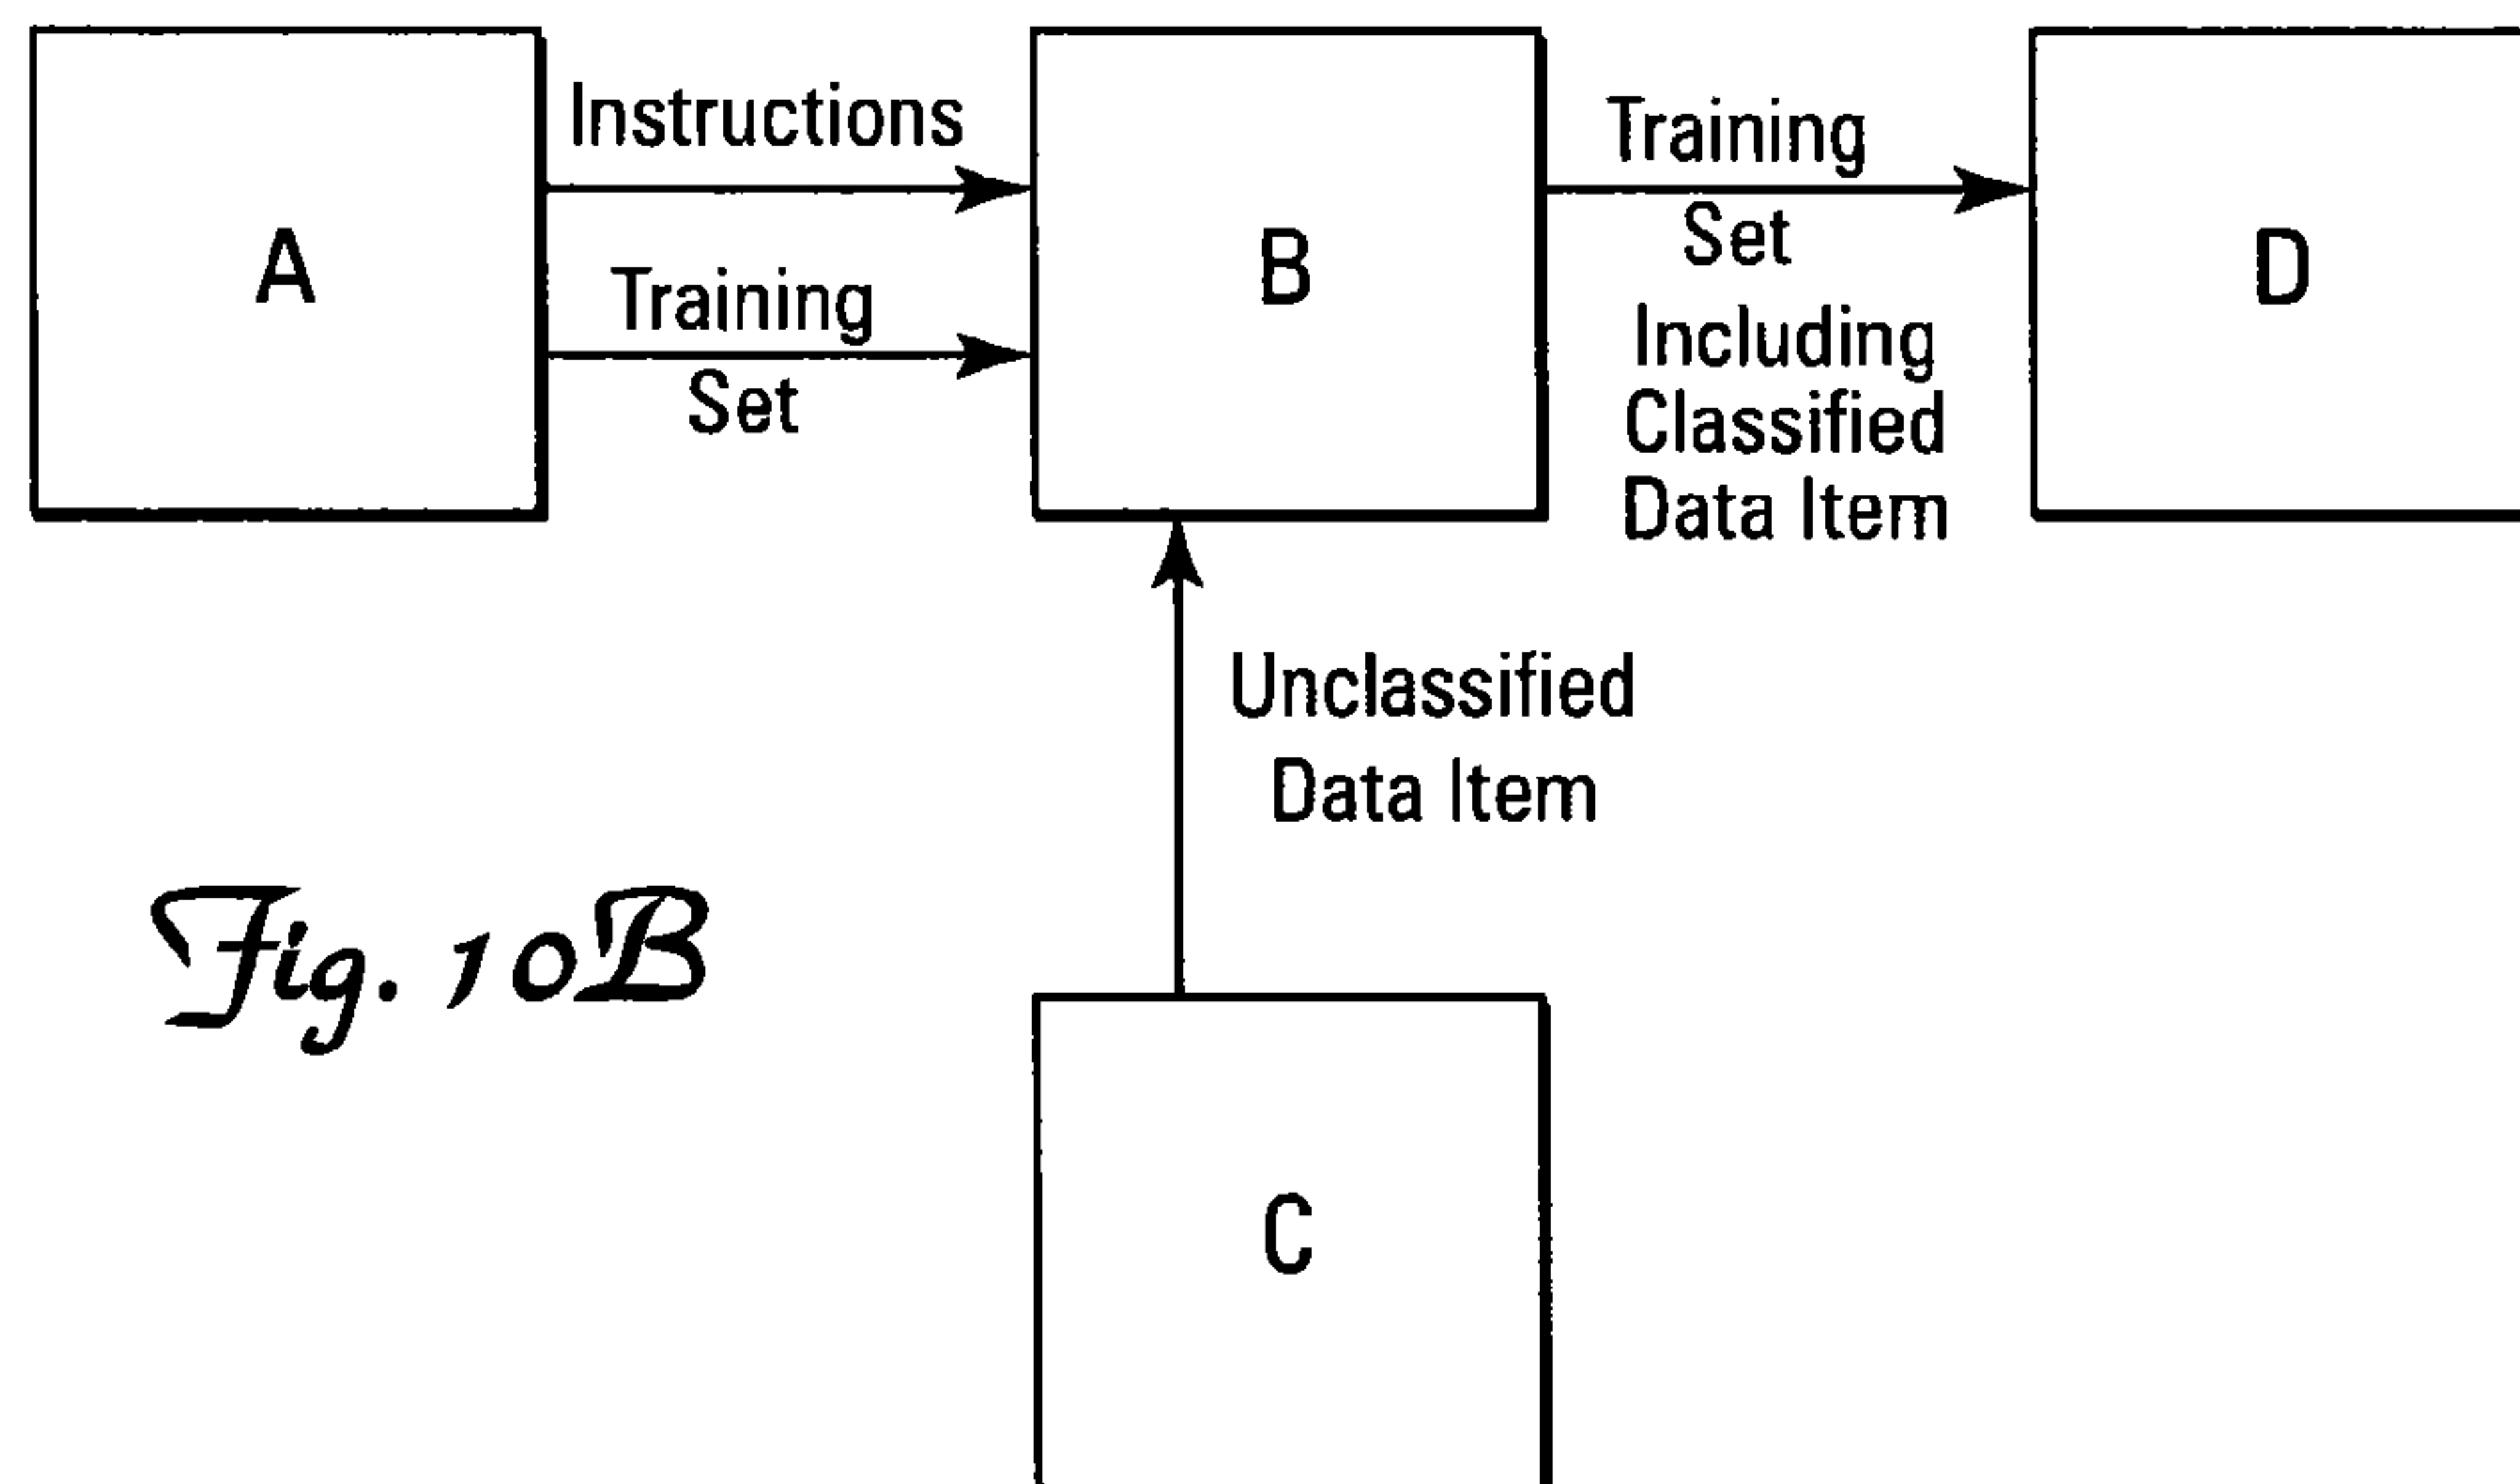 A
Instructions
Training
Set
B
Training
Set
Including
Classified
Data Item
D
Unclassified
Data Item
Fig. 10B
C